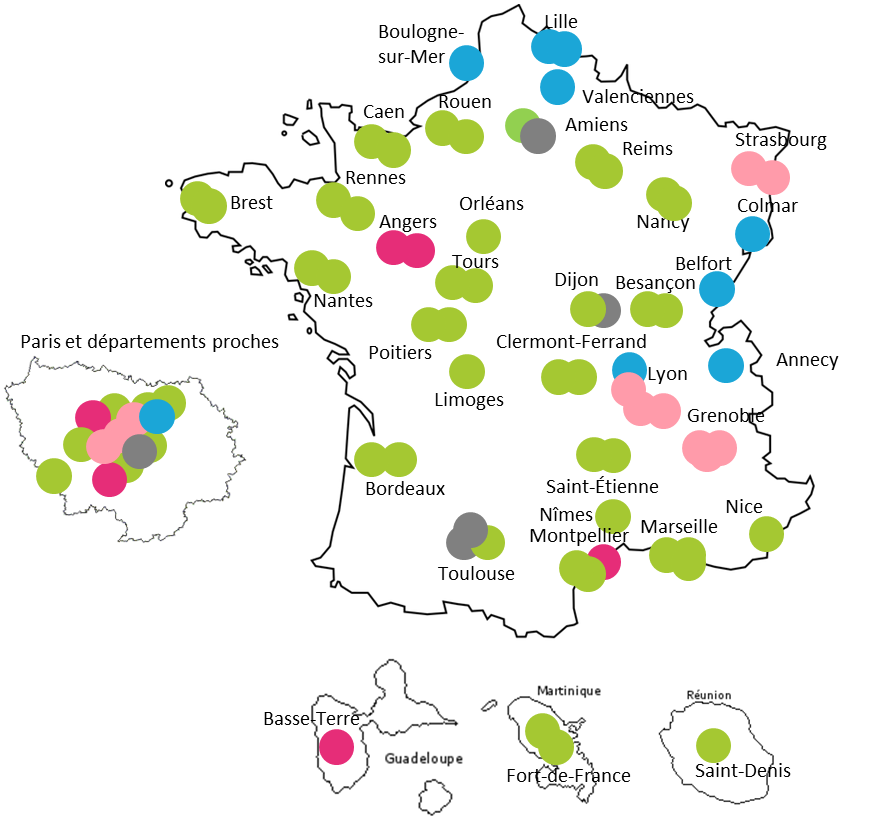 Lille
Boulogne-
sur-Mer
Valenciennes
Caen
Rouen
Amiens
Strasbourg
Reims
Rennes
Brest
Orléans
Colmar
Angers
Nancy
Tours
Belfort
Dijon
Besançon
Nantes
Paris et départements proches
Clermont-Ferrand
Poitiers
Annecy
Lyon
Limoges
Grenoble
Bordeaux
Saint-Étienne
Nice
Nîmes
Marseille
Montpellier
Toulouse
Martinique
Réunion
Basse-Terre
Guadeloupe
Fort-de-France
Saint-Denis